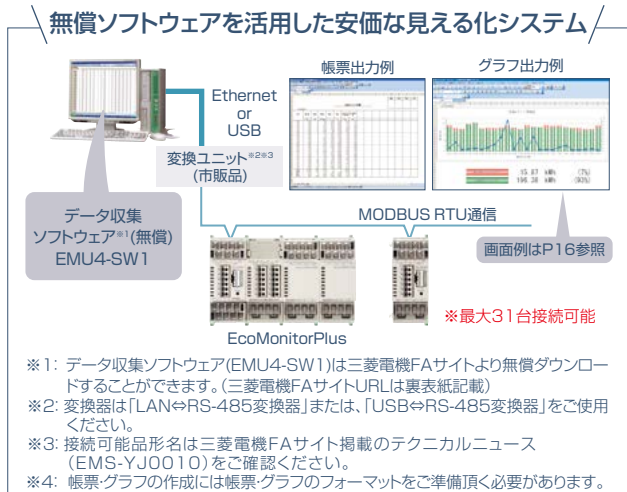 無償ソフトウェアを活用した安価な見える化システム
帳票出力例
グラフ出力例
Ethernet
or
USB
変換ユニット※2※3
(市販品)
データ収集
ソフトウェア※1(無償)
EMU4-SW1
MODBUS RTU通信
画面例はP16参照
EcoMonitorPlus
※最大31台接続可能
※1: データ収集ソフトウェア(EMU4-SW1)は三菱電機FAサイトより無償ダウンロー
ドすることができます。(三菱電機FAサイトURLは裏表紙記載)
※2: 変換器は「LAN⇔RS-485変換器」または、「USB⇔RS-485変換器」をご使用
ください。
※3: 接続可能品形名は三菱電機FAサイト掲載のテクニカルニュース
(EMS-YJ0010)をご確認ください。
※4: 帳票・グラフの作成には帳票・グラフのフォーマットをご準備頂く必要があります。